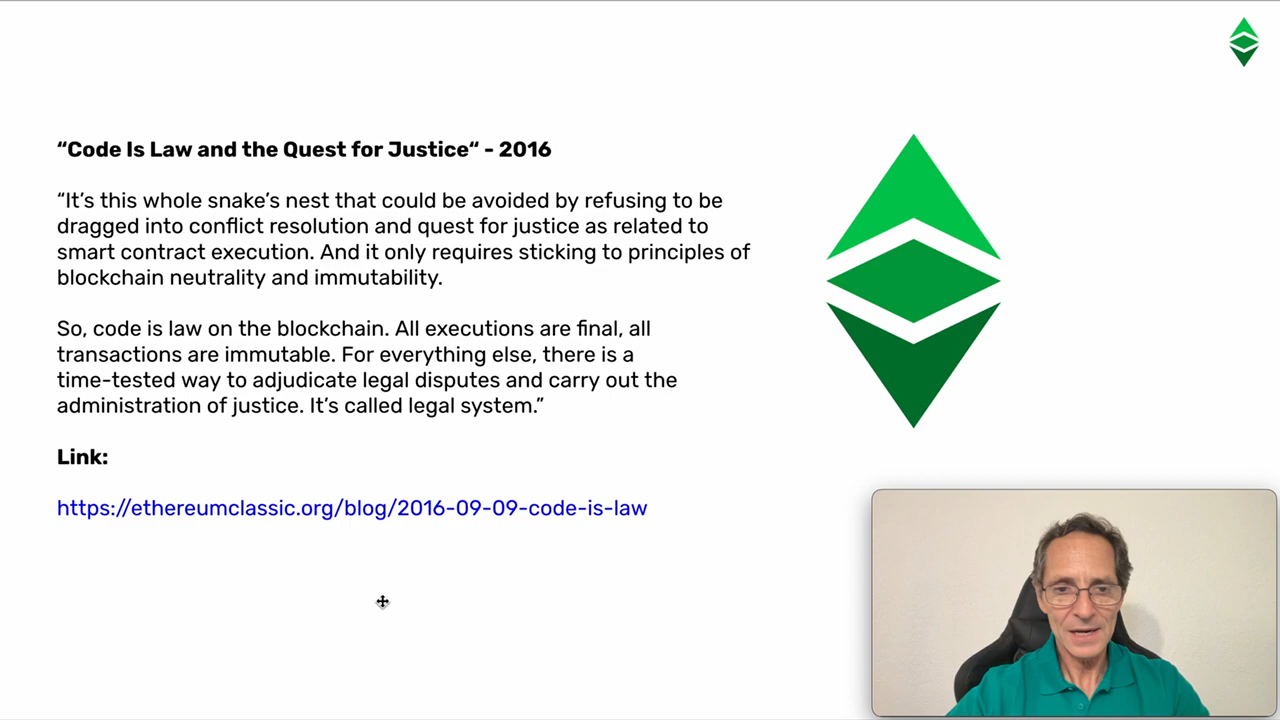 “Code Is Law and the Quest for Justice“ - 2016
“It’s this whole snake’s nest that could be avoided by refusing to be
dragged into conflict resolution and quest for justice as related to
smart contract execution. And it only requires sticking to principles of
blockchain neutrality and immutability.
So, code is law on the blockchain. All executions are final, all
transactions are immutable. For everything else, there is a
time-tested way to adjudicate legal disputes and carry out the
administration of justice. It’s called legal system.”
Link:
https://ethereumclassic.org/blog/2016-09-09-code-is-law